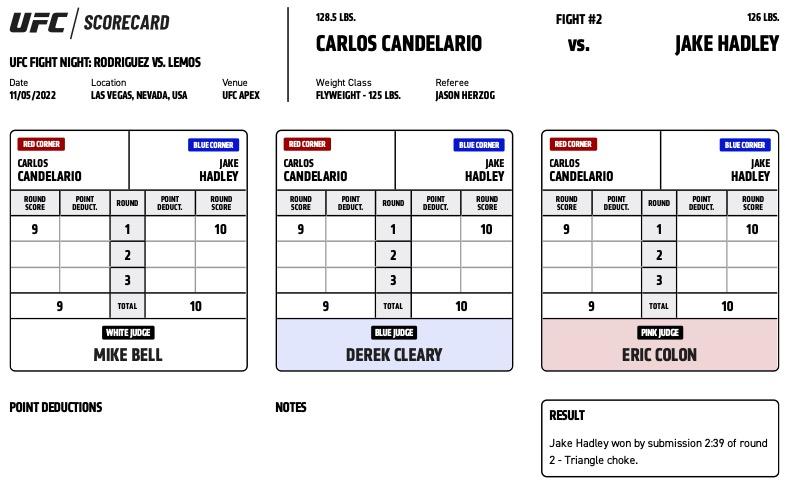 UFC SCORECARD
UFC FIGHT NIGHT: RODRIGUEZ VS. LEMOS
Date Location Venue
11/05/2022 LAS VEGAS, NEVADA, USA UFC APEX
128.5 LBS. FIGHT #2 126 LBS.
CARLOS CANDELARIO VS. JAKE HADLEY
Weight Class Referee
FLYWEIGHT - 125 LBS. JASON HERZOG
RED CORNER BLUE CORNER
CARLOS JAKE
CANDELARIO HADLEY
ROUND POINT ROUND POINT ROUND
SCORE DEDUCT. DEDUCT. SCORE
9 1 10
2
3
9 TOTAL 10
WHITE JUDGE
MIKE BELL
RED CORNER BLUE CORNER
CARLOS JAKE
CANDELARIO HADLEY
ROUND POINT ROUND POINT ROUND
SCORE DEDUCT. DEDUCT. SCORE
9 1 10
2
3
9 TOTAL 10
BLUE JUDGE
DEREK CLEARY
RED CORNER BLUE CORNER
CARLOS JAKE
CANDELARIO HADLEY
ROUND POINT ROUND POINT ROUND
SCORE DEDUCT. DEDUCT. SCORE
9 1 10
2
3
9 TOTAL 10
PINK JUDGE
ERIC COLON
POINT DEDUCTIONS
NOTES
RESULT
Jake Hadley won by submission 2:39 of round
2 - Triangle choke.